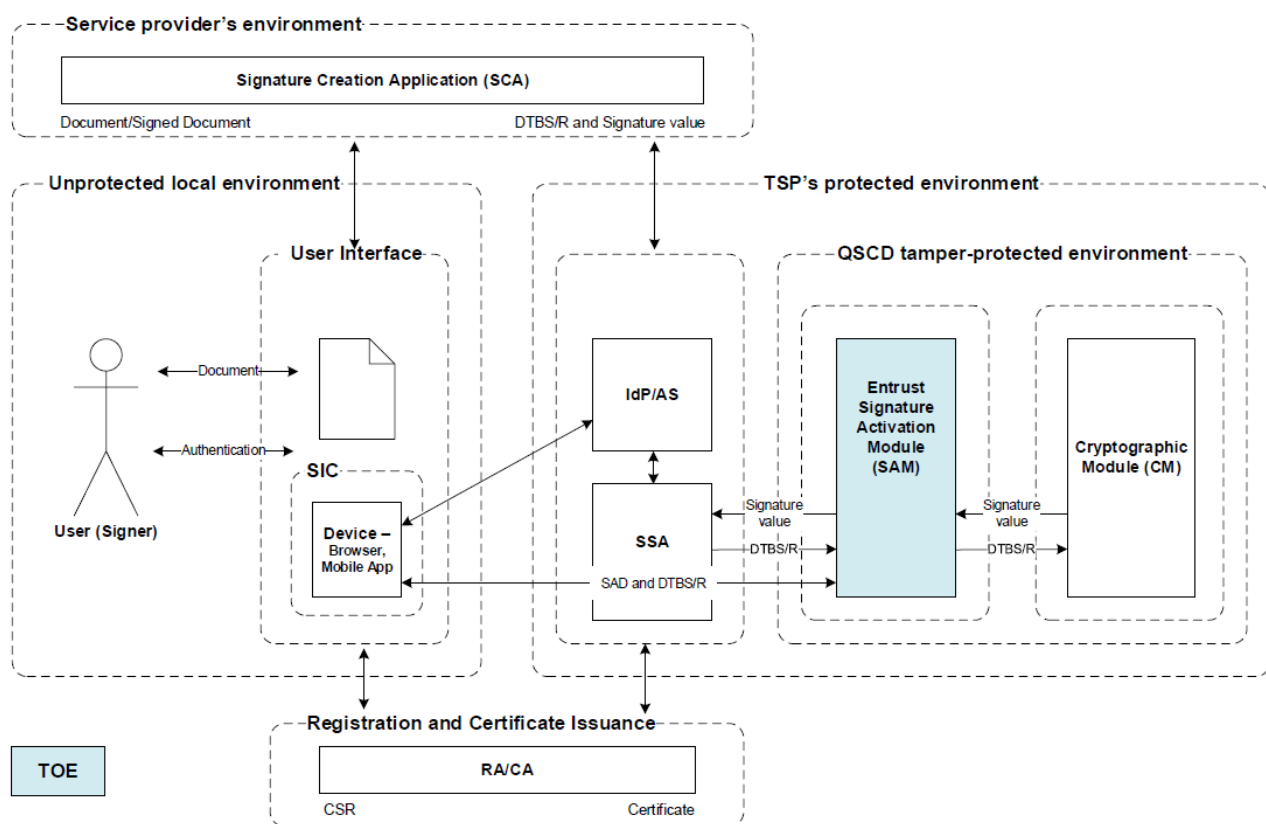 Service provider's environment
Signature Creation Application (SCA)
Document/Signed Document
DTBS/R and Signature value
Unprotected local environment
TSP's protected environment
User Interface
QSCD tamper-protected environment
Document
Authentication
User (Signer)
SIC
Device –
Browser,
Mobile App
IdP/AS
SSA
Signature
value
DTBS/R
SAD and DTBS/R
Entrust
Signature
Activation
Module
(SAM)
Signature
value
DTBS/R
Cryptographic
Module (CM)
Registration and Certificate Issuance
RA/CA
CSR
Certificate
TOE